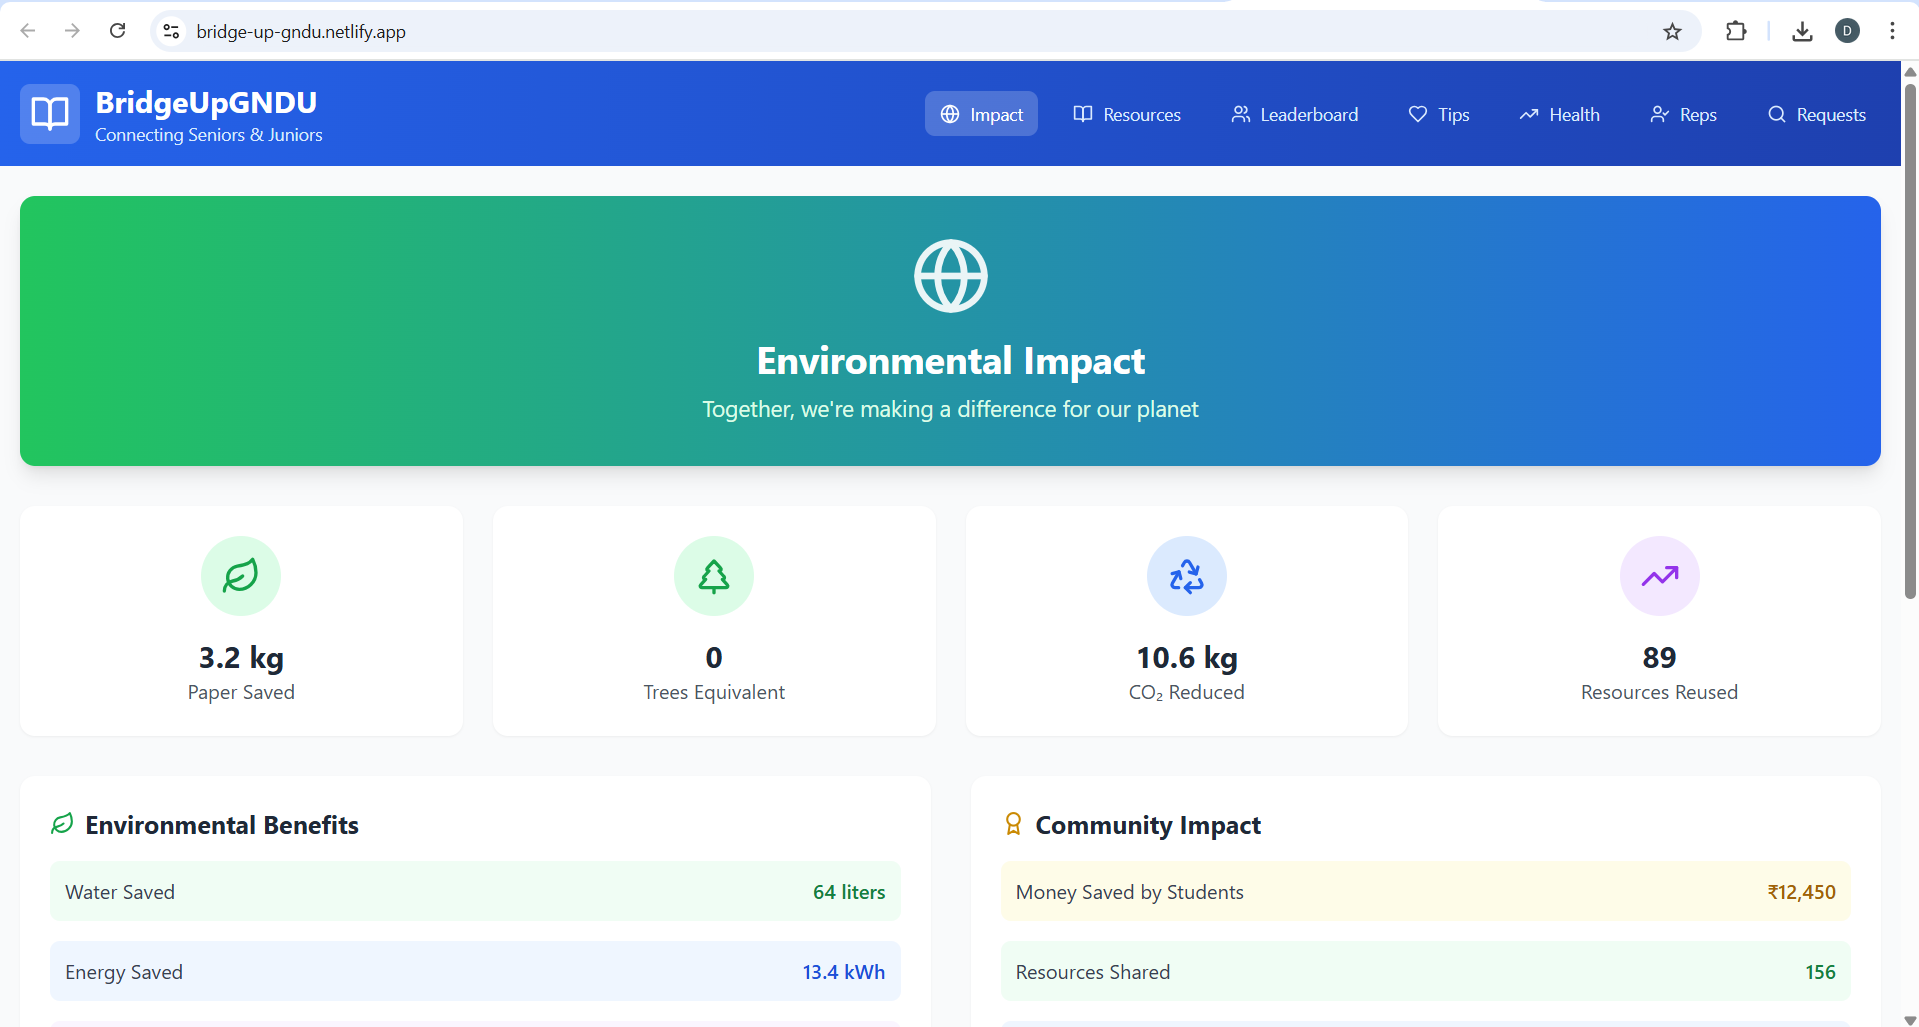 bridge-up-gndu.netlify.app
D
BridgeUpGNDU
Connecting Seniors & Juniors
Impact
Resources
Leaderboard
Tips
Health
Reps
Requests
Environmental Impact
Together, we're making a difference for our planet
3.2 kg
Paper Saved
0
Trees Equivalent
10.6 kg
CO₂ Reduced
89
Resources Reused
Environmental Benefits
Water Saved 64 liters
Energy Saved 13.4 kWh
Community Impact
Money Saved by Students ₹12,450
Resources Shared 156